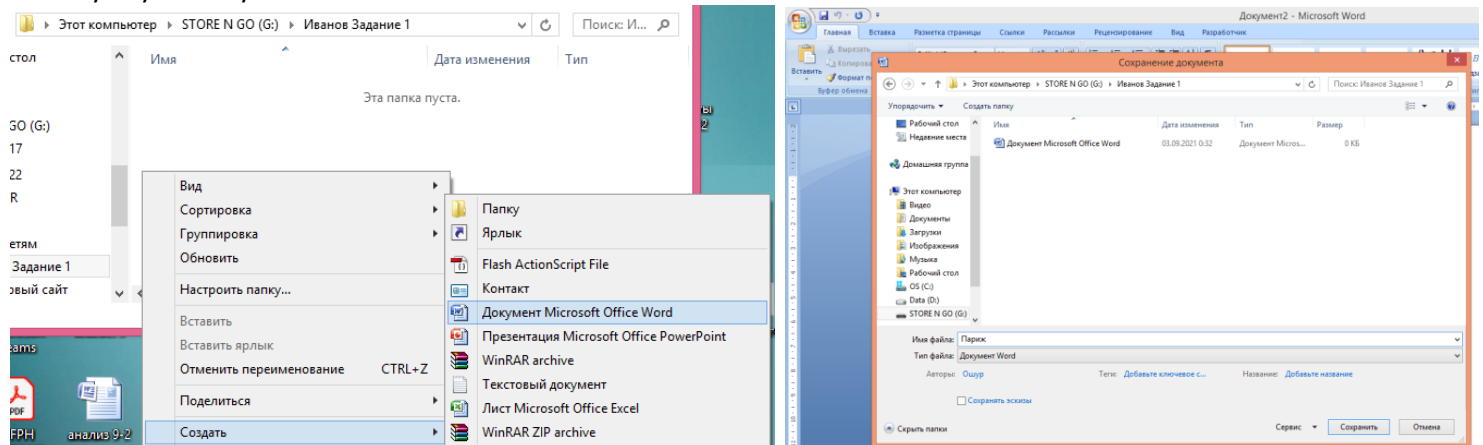 Этот компьютер ▸ STORE N GO (G:) ▸ Иванов Задание 1
Поиск: И...
стол
Имя
Дата изменения
Тип
Эта папка пуста.
GO (G:)
17
22
R
етям
Задание 1
овый сайт
Вид
Сортировка
Группировка
Обновить
Настроить папку...
Вставить
Вставить ярлык
Отменить переименование CTRL+Z
Поделиться
Создать
Папку
Ярлык
Flash ActionScript File
Контакт
Документ Microsoft Office Word
Презентация Microsoft Office PowerPoint
WinRAR archive
Текстовый документ
Лист Microsoft Office Excel
WinRAR ZIP archive
eams
PDF
FPH
анализ 9-2
Документ2 - Microsoft Word
Главная Вставка Разметка страницы Ссылки Рассылки Рецензирование Вид Разработчик
Вырезать
Копирова
Формат п
Вставить
Буфер обмена
Сохранение документа
Этот компьютер ▸ STORE N GO (G:) ▸ Иванов Задание 1
Поиск: Иванов Задание 1
Упорядочить Создать папку
Рабочий стол
Недавние места
Домашняя группа
Этот компьютер
Видео
Документы
Загрузки
Изображения
Музыка
Рабочий стол
OS (C:)
Data (D:)
STORE N GO (G:)
Имя Дата изменения Тип Размер
Документ Microsoft Office Word 03.09.2021 0:32 Документ Micros... 0 КБ
Имя файла: Париж
Тип файла: Документ Word
Авторы: Ошур Теги: Добавьте ключевое с... Название: Добавьте название
Сохранять эскизы
Скрыть папки
Сервис Сохранить Отмена